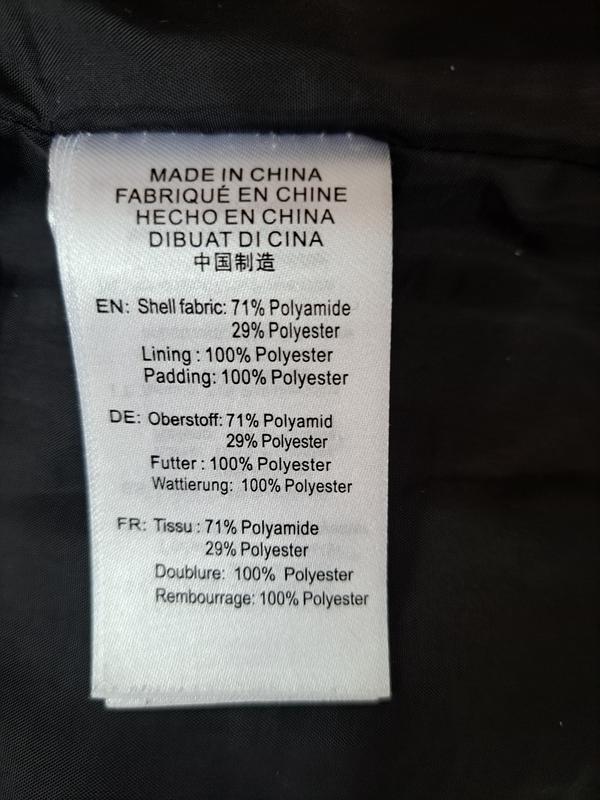 MADE IN CHINA
FABRIQUÉ EN CHINE
HECHO EN CHINA
DIBUAT DI CINA
中国制造
EN: Shell fabric: 71% Polyamide
29% Polyester
Lining : 100% Polyester
Padding: 100% Polyester
DE: Oberstoff: 71% Polyamid
29% Polyester
Futter : 100% Polyester
Wattierung: 100% Polyester
FR: Tissu : 71% Polyamide
29% Polyester
Doublure: 100% Polyester
Rembourrage: 100% Polyester